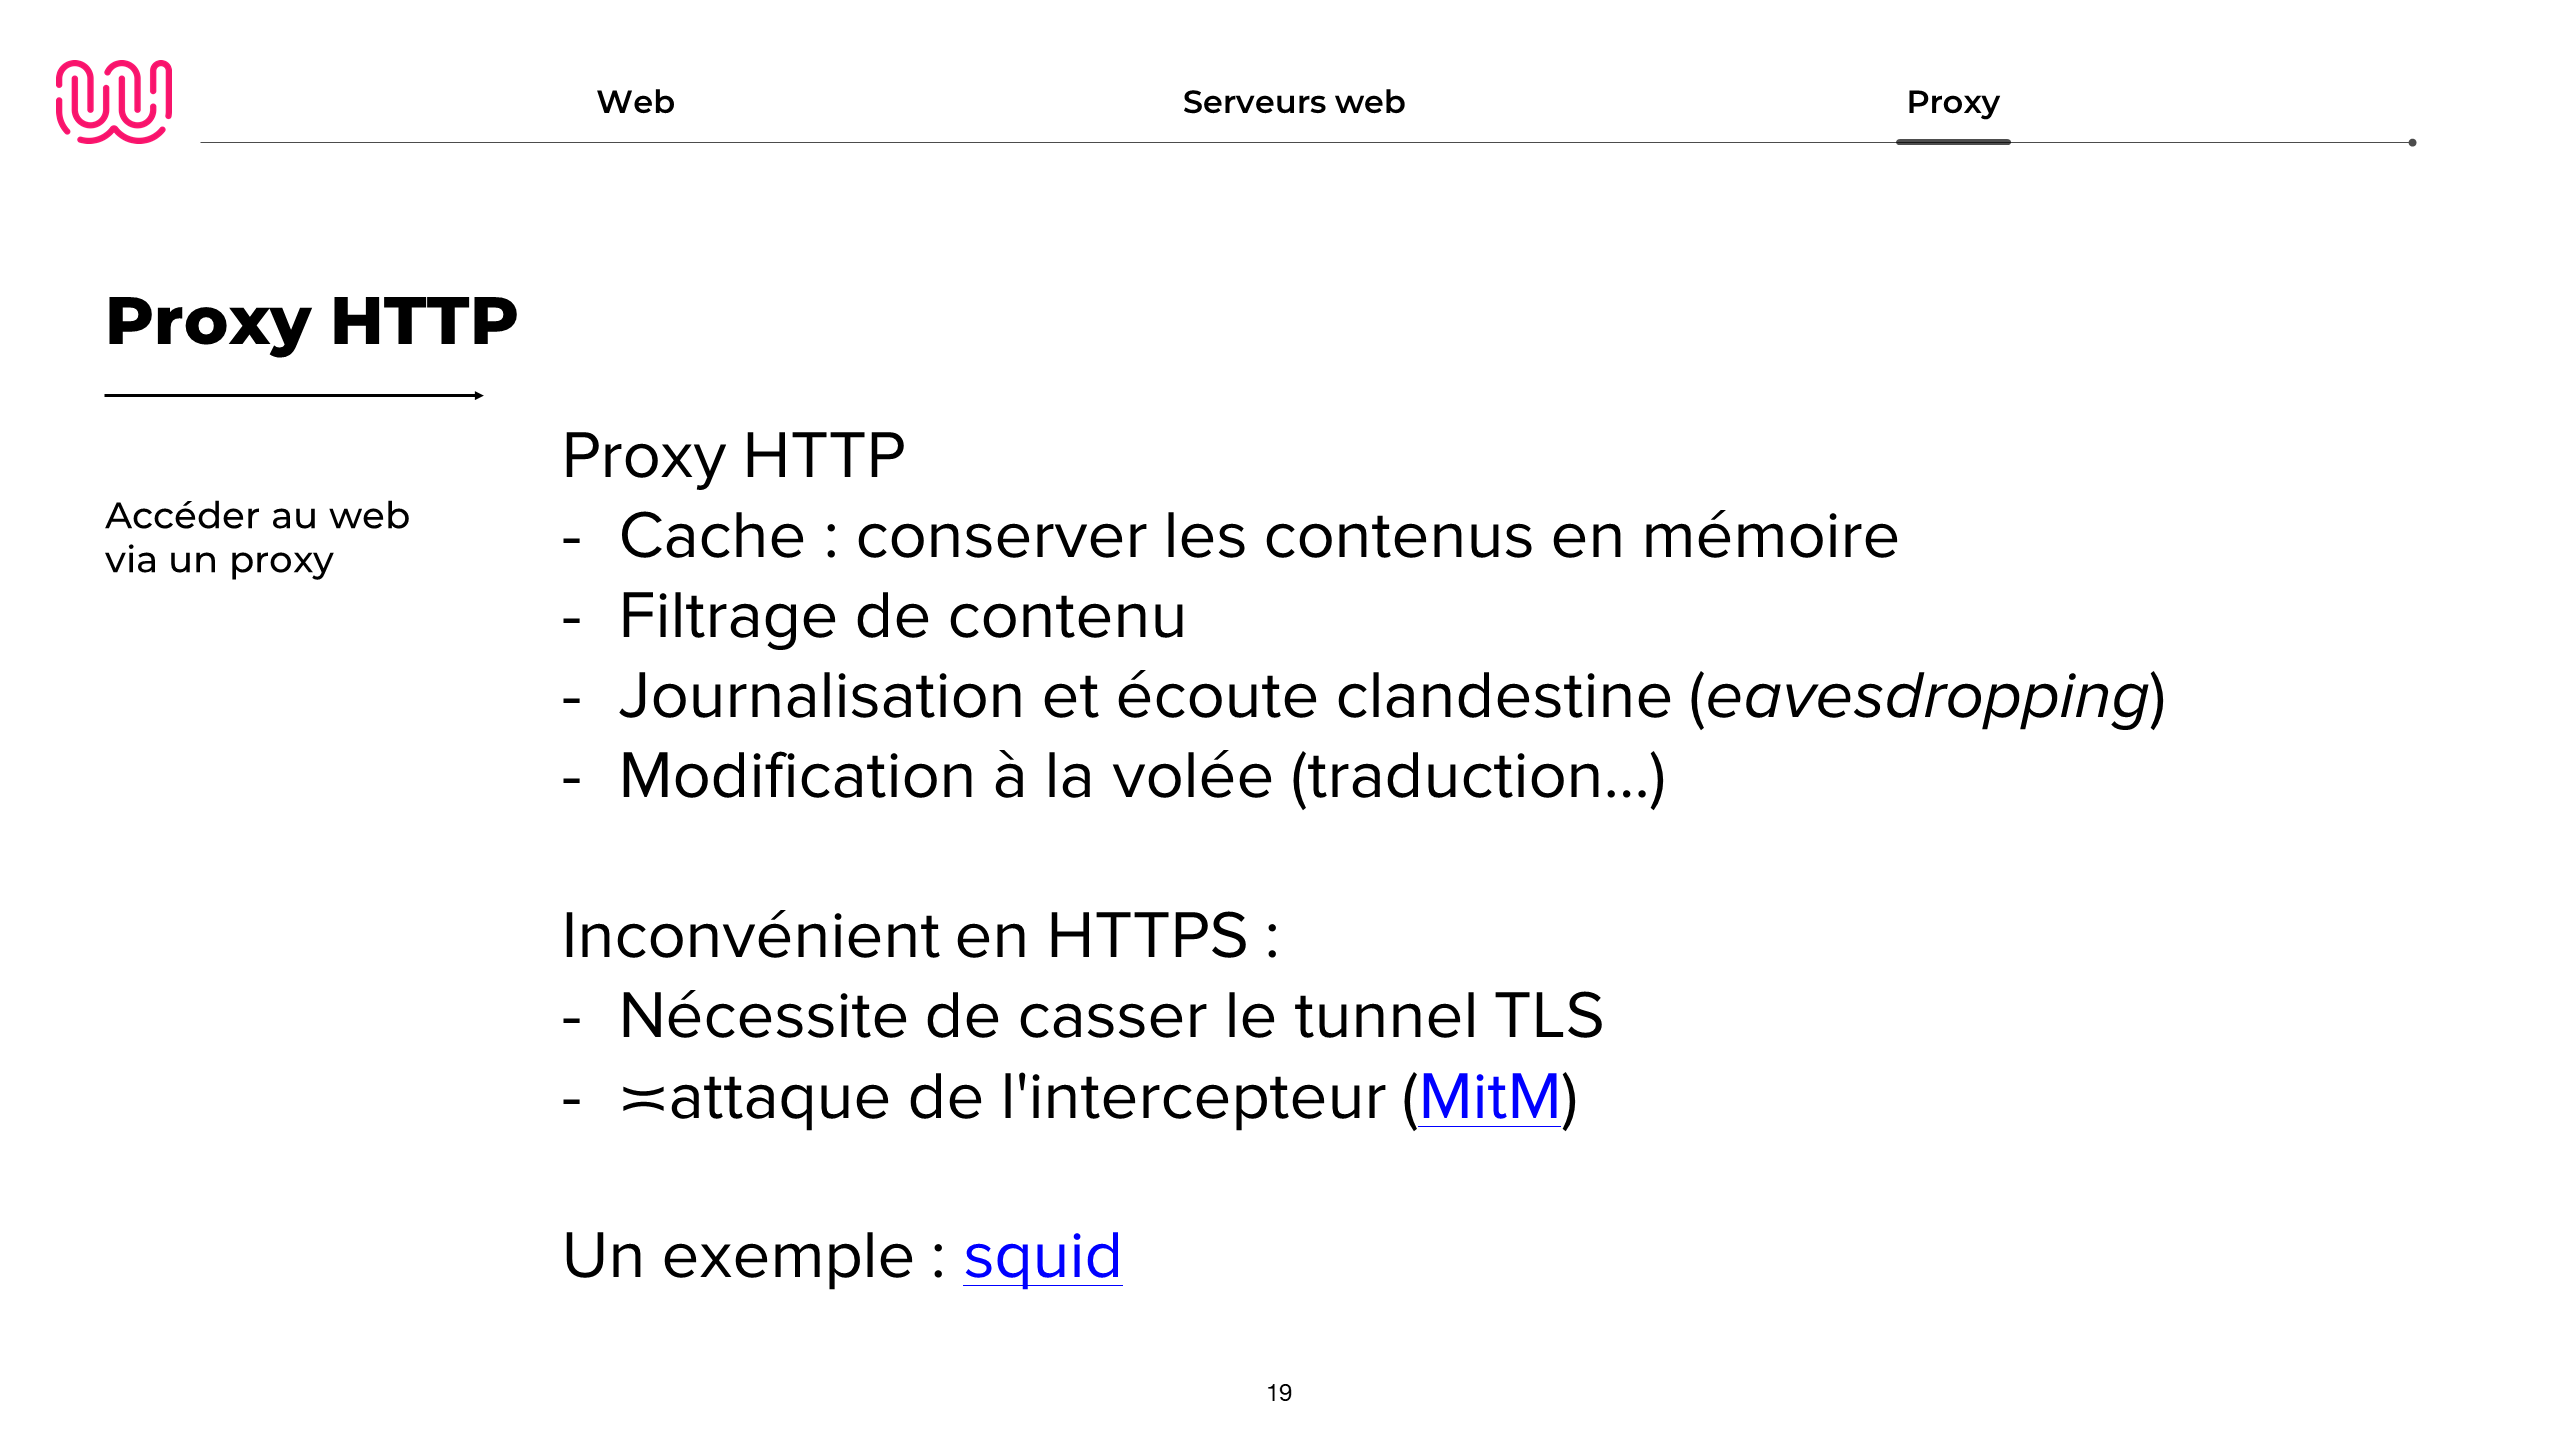 Web
Serveurs web
Proxy
Proxy HTTP
Accéder au web
via un proxy
Proxy HTTP
- Cache : conserver les contenus en mémoire
- Filtrage de contenu
- Journalisation et écoute clandestine (eavesdropping)
- Modification à la volée (traduction...)
Inconvénient en HTTPS :
- Nécessite de casser le tunnel TLS
- ≍attaque de l'intercepteur (MitM)
Un exemple : squid
19